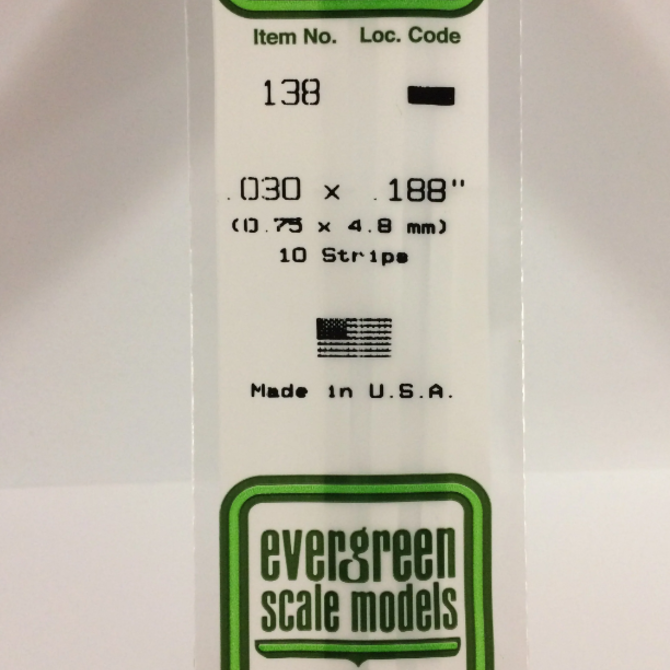 Item No. Loc. Code
138
.030 x .188"
(0.75 x 4.8 mm)
10 Strips
Made in U.S.A.
evergreen
scale models